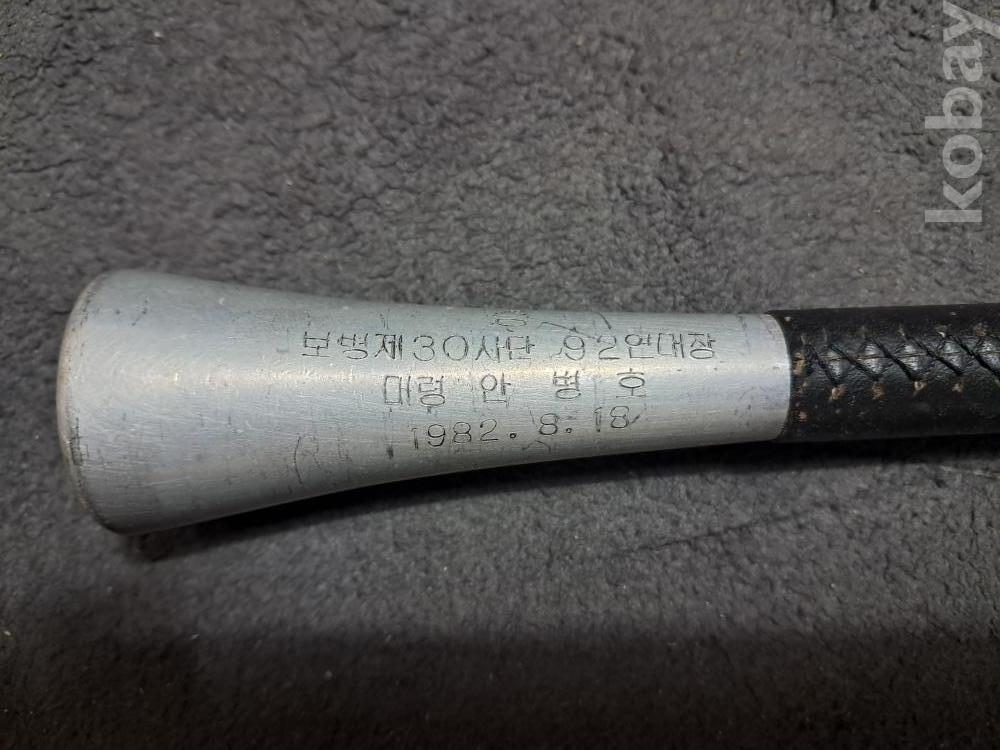 보병제30사단 92연대장
대령 안병호
1982. 8. 18
kobay